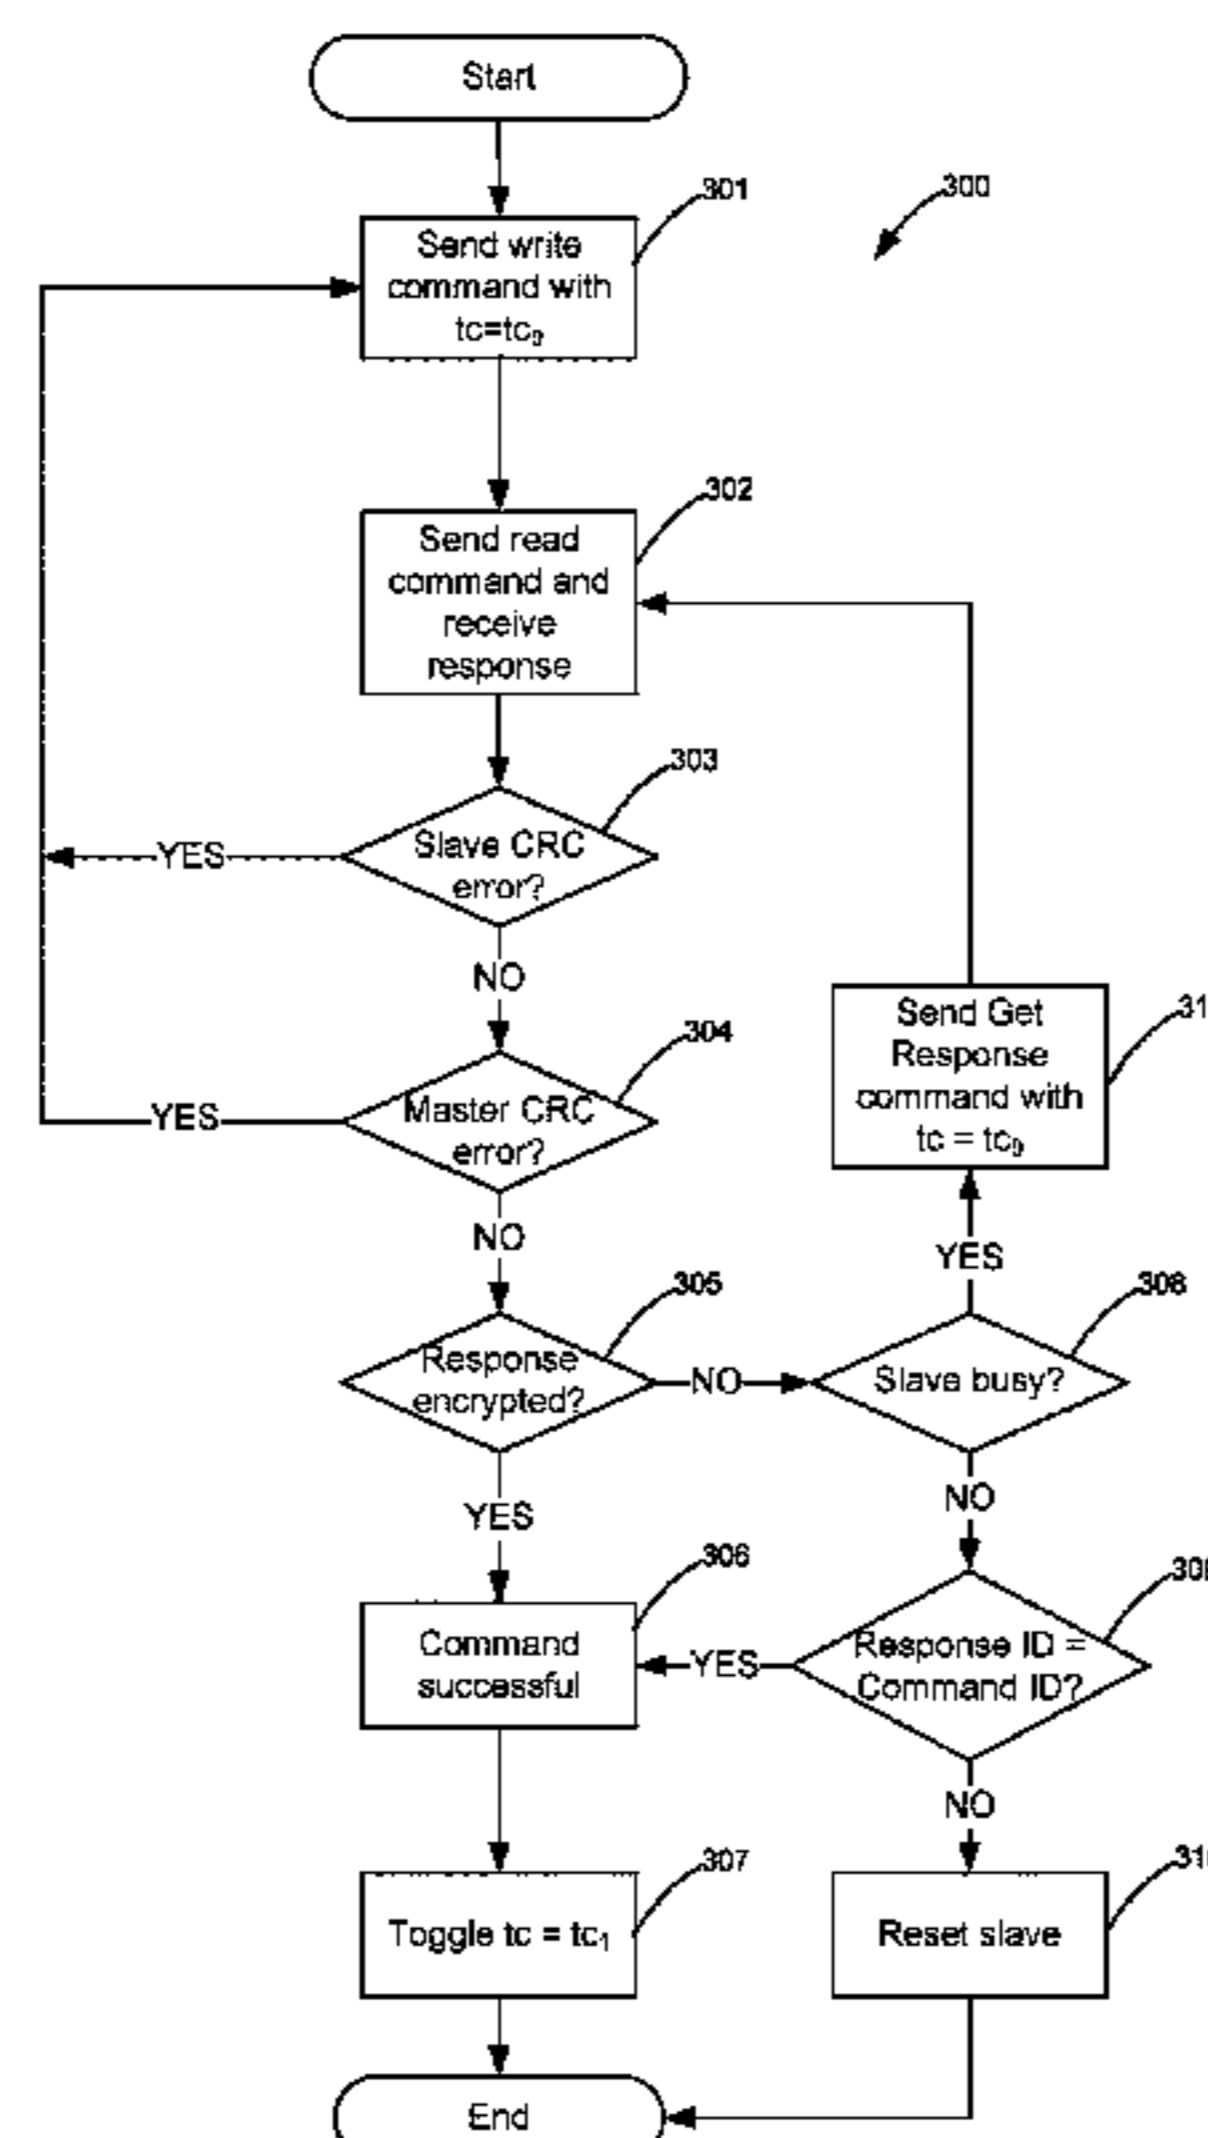 Start
301
300
Send write
command with
tc=tc₀
302
Send read
command and
receive
response
303
Slave CRC
error?
YES
NO
Send Get
Response
command with
tc = tc₀
304
Master CRC
error?
YES
NO
YES
305
308
Response
encrypted?
NO
Slave busy?
YES
NO
306
Command
successful
YES
Response ID =
Command ID?
NO
307
Toggle tc = tc₁
Reset slave
End